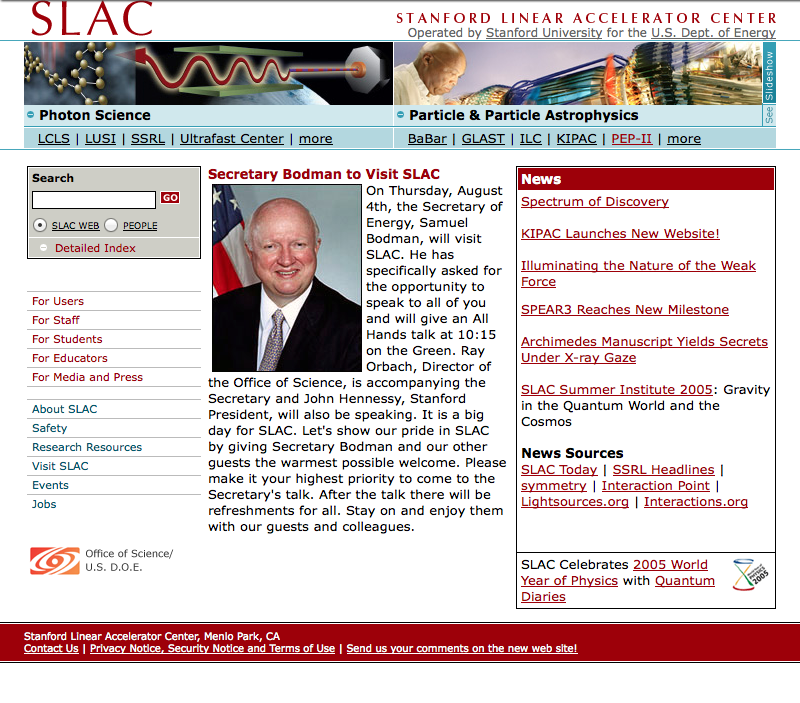 SLAC
STANFORD LINEAR ACCELERATOR CENTER
Operated by Stanford University for the U.S. Dept. of Energy
See Slideshow
Photon Science
Particle & Particle Astrophysics
LCLS | LUSI | SSRL | Ultrafast Center | more
BaBar | GLAST | ILC | KIPAC | PEP-II | more
Search
GO
SLAC WEB PEOPLE
Detailed Index
For Users
For Staff
For Students
For Educators
For Media and Press
About SLAC
Safety
Research Resources
Visit SLAC
Events
Jobs
Office of Science/
U.S. D.O.E.
Secretary Bodman to Visit SLAC
On Thursday, August
4th, the Secretary of
Energy, Samuel
Bodman, will visit
SLAC. He has
specifically asked for
the opportunity to
speak to all of you
and will give an All
Hands talk at 10:15
on the Green. Ray
Orbach, Director of
the Office of Science, is accompanying the
Secretary and John Hennessy, Stanford
President, will also be speaking. It is a big
day for SLAC. Let's show our pride in SLAC
by giving Secretary Bodman and our other
guests the warmest possible welcome. Please
make it your highest priority to come to the
Secretary's talk. After the talk there will be
refreshments for all. Stay on and enjoy them
with our guests and colleagues.
News
Spectrum of Discovery
KIPAC Launches New Website!
Illuminating the Nature of the Weak
Force
SPEAR3 Reaches New Milestone
Archimedes Manuscript Yields Secrets
Under X-ray Gaze
SLAC Summer Institute 2005: Gravity
in the Quantum World and the
Cosmos
News Sources
SLAC Today | SSRL Headlines |
symmetry | Interaction Point |
Lightsources.org | Interactions.org
SLAC Celebrates 2005 World
Year of Physics with Quantum
Diaries
2005
Stanford Linear Accelerator Center, Menlo Park, CA
Contact Us | Privacy Notice, Security Notice and Terms of Use | Send us your comments on the new web site!